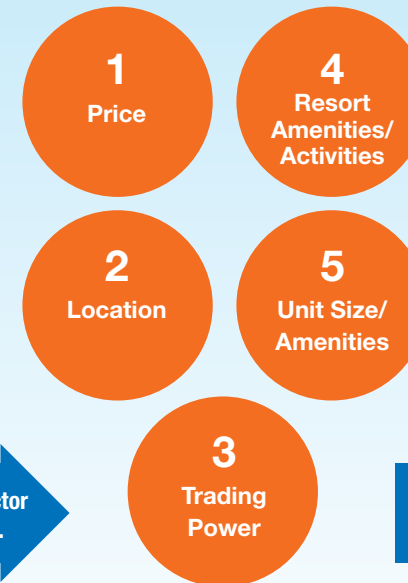 1
Price
2
Location
3
Trading
Power
4
Resort
Amenities/
Activities
5
Unit Size/
Amenities